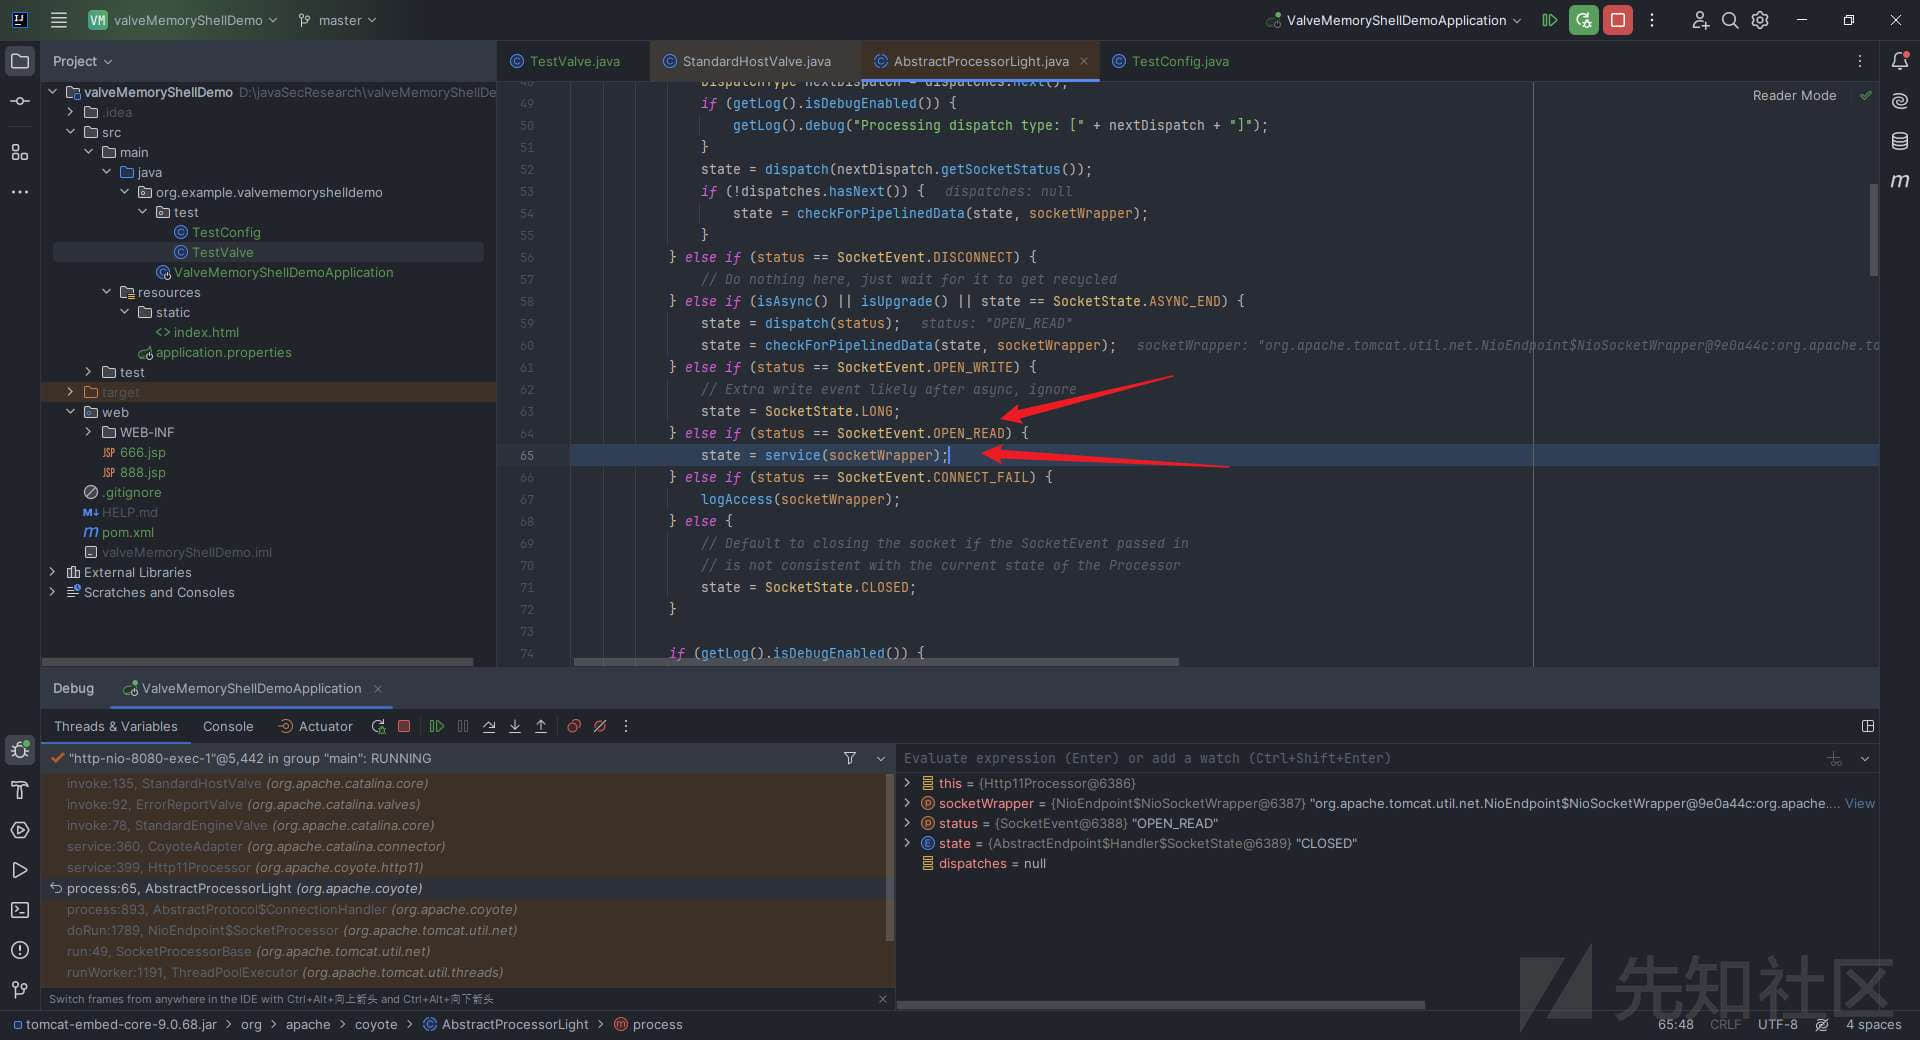 VM valveMemoryShellDemo master ValveMemoryShellDemoApplication
Project
TestValve.java StandardHostValve.java AbstractProcessorLight.java TestConfig.java
Reader Mode
valveMemoryShellDemo D:\javaSecResearch\valveMemoryShellDe
.idea
src
main
java
org.example.valvememoryshelldemo
test
TestConfig
TestValve
ValveMemoryShellDemoApplication
resources
static
index.html
application.properties
test
target
web
WEB-INF
JSP 666.jsp
JSP 888.jsp
.gitignore
M↓ HELP.md
m pom.xml
valveMemoryShellDemo.iml
External Libraries
Scratches and Consoles
48 DispatchType nextDispatch = dispatches.next();
49 if (getLog().isDebugEnabled()) {
50 getLog().debug("Processing dispatch type: [" + nextDispatch + "]");
51 }
52 state = dispatch(nextDispatch.getSocketStatus());
53 if (!dispatches.hasNext()) { dispatches: null
54 state = checkForPipelinedData(state, socketWrapper);
55 }
56 } else if (status == SocketEvent.DISCONNECT) {
57 // Do nothing here, just wait for it to get recycled
58 } else if (isAsync() || isUpgrade() || state == SocketState.ASYNC_END) {
59 state = dispatch(status); status: "OPEN_READ"
60 state = checkForPipelinedData(state, socketWrapper); socketWrapper: "org.apache.tomcat.util.net.NioEndpoint$NioSocketWrapper@9e0a44c:org.apache.to
61 } else if (status == SocketEvent.OPEN_WRITE) {
62 // Extra write event likely after async, ignore
63 state = SocketState.LONG;
64 } else if (status == SocketEvent.OPEN_READ) {
65 state = service(socketWrapper);
66 } else if (status == SocketEvent.CONNECT_FAIL) {
67 logAccess(socketWrapper);
68 } else {
69 // Default to closing the socket if the SocketEvent passed in
70 // is not consistent with the current state of the Processor
71 state = SocketState.CLOSED;
72 }
73
74 if (getLog().isDebugEnabled()) {
Debug ValveMemoryShellDemoApplication
Threads & Variables Console Actuator
"http-nio-8080-exec-1"@5,442 in group "main": RUNNING
invoke:135, StandardHostValve (org.apache.catalina.core)
invoke:92, ErrorReportValve (org.apache.catalina.valves)
invoke:78, StandardEngineValve (org.apache.catalina.core)
service:360, CoyoteAdapter (org.apache.catalina.connector)
service:399, Http11Processor (org.apache.coyote.http11)
process:65, AbstractProcessorLight (org.apache.coyote)
process:893, AbstractProtocol$ConnectionHandler (org.apache.coyote)
doRun:1789, NioEndpoint$SocketProcessor (org.apache.tomcat.util.net)
run:49, SocketProcessorBase (org.apache.tomcat.util.net)
runWorker:1191, ThreadPoolExecutor (org.apache.tomcat.util.threads)
Switch frames from anywhere in the IDE with Ctrl+Alt+向上箭头 and Ctrl+Alt+向下箭头
Evaluate expression (Enter) or add a watch (Ctrl+Shift+Enter)
this = {Http11Processor@6386}
socketWrapper = {NioEndpoint$NioSocketWrapper@6387} "org.apache.tomcat.util.net.NioEndpoint$NioSocketWrapper@9e0a44c:org.apache.... View
status = {SocketEvent@6388} "OPEN_READ"
state = {AbstractEndpoint$Handler$SocketState@6389} "CLOSED"
dispatches = null
先知社区
tomcat-embed-core-9.0.68.jar > org > apache > coyote > AbstractProcessorLight > process
65:48 CRLF UTF-8 4 spaces